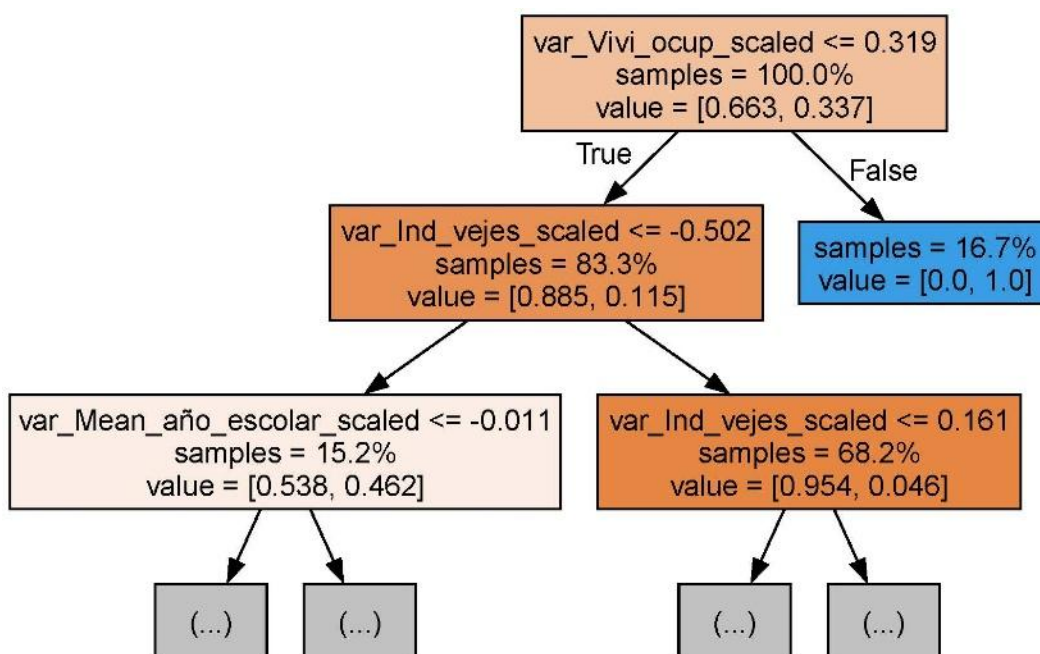 var_Vivi_ocup_scaled <= 0.319
samples = 100.0%
value = [0.663, 0.337]
True
False
var_Ind_vejes_scaled <= -0.502
samples = 83.3%
value = [0.885, 0.115]
samples = 16.7%
value = [0.0, 1.0]
var_Mean_año_escolar_scaled <= -0.011
samples = 15.2%
value = [0.538, 0.462]
var_Ind_vejes_scaled <= 0.161
samples = 68.2%
value = [0.954, 0.046]
(...)
(...)
(...)
(...)